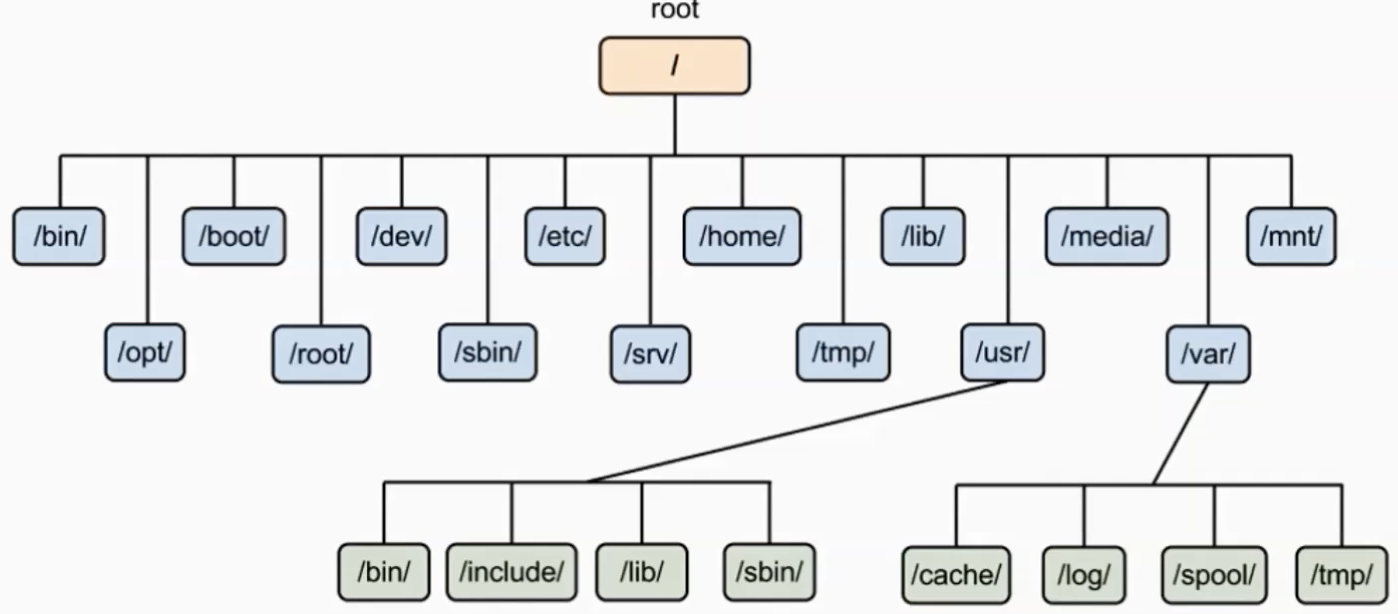 root
/
/bin/
/boot/
/dev/
/etc/
/home/
/lib/
/media/
/mnt/
/opt/
/root/
/sbin/
/srv/
/tmp/
/usr/
/var/
/bin/
/include/
/lib/
/sbin/
/cache/
/log/
/spool/
/tmp/